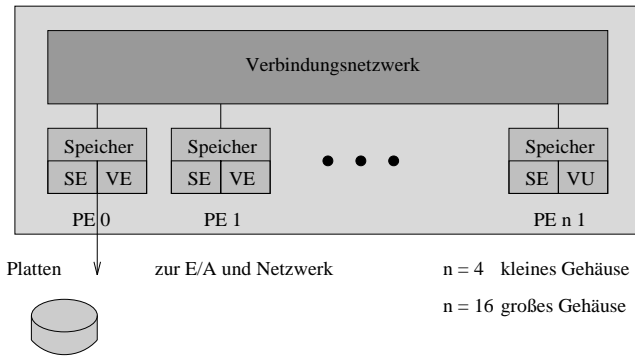 Verbindungsnetzwerk
Speicher Speicher Speicher
SE VE SE VE SE VU
PE 0 PE 1 PE n 1
Platten zur E/A und Netzwerk n = 4 kleines Gehäuse
n = 16 großes Gehäuse